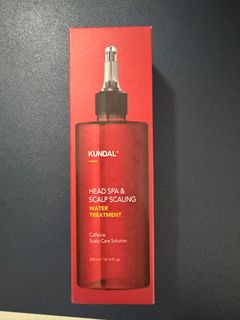 KUNDAL
HEAD SPA &
SCALP SCALING
WATER
TREATMENT
Caffeine
Scalp Care Solution